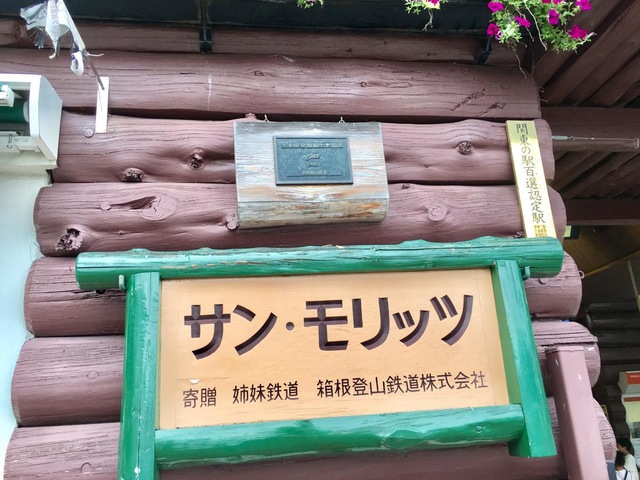 関東の駅百選認定駅
サン・モリッツ
寄贈 姉妹鉄道 箱根登山鉄道株式会社